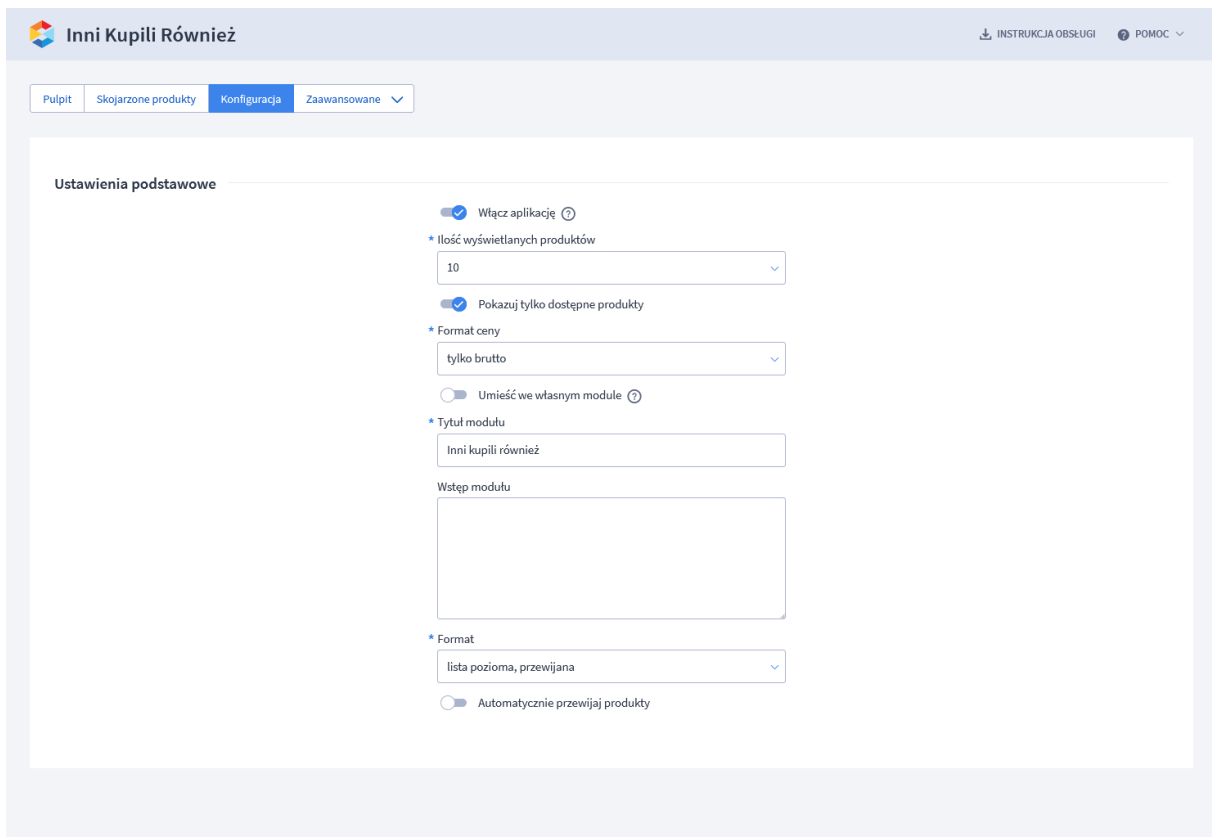 Inni Kupili Również
INSTRUKCJA OBSŁUGI POMOC
Pulpit Skojarzone produkty Konfiguracja Zaawansowane
Ustawienia podstawowe
Włącz aplikację ?
* Ilość wyświetlanych produktów
10
Pokazuj tylko dostępne produkty
* Format ceny
tylko brutto
Umieść we własnym module ?
* Tytuł modułu
Inni kupili również
Wstęp modułu
* Format
lista pozioma, przewijana
Automatycznie przewijaj produkty